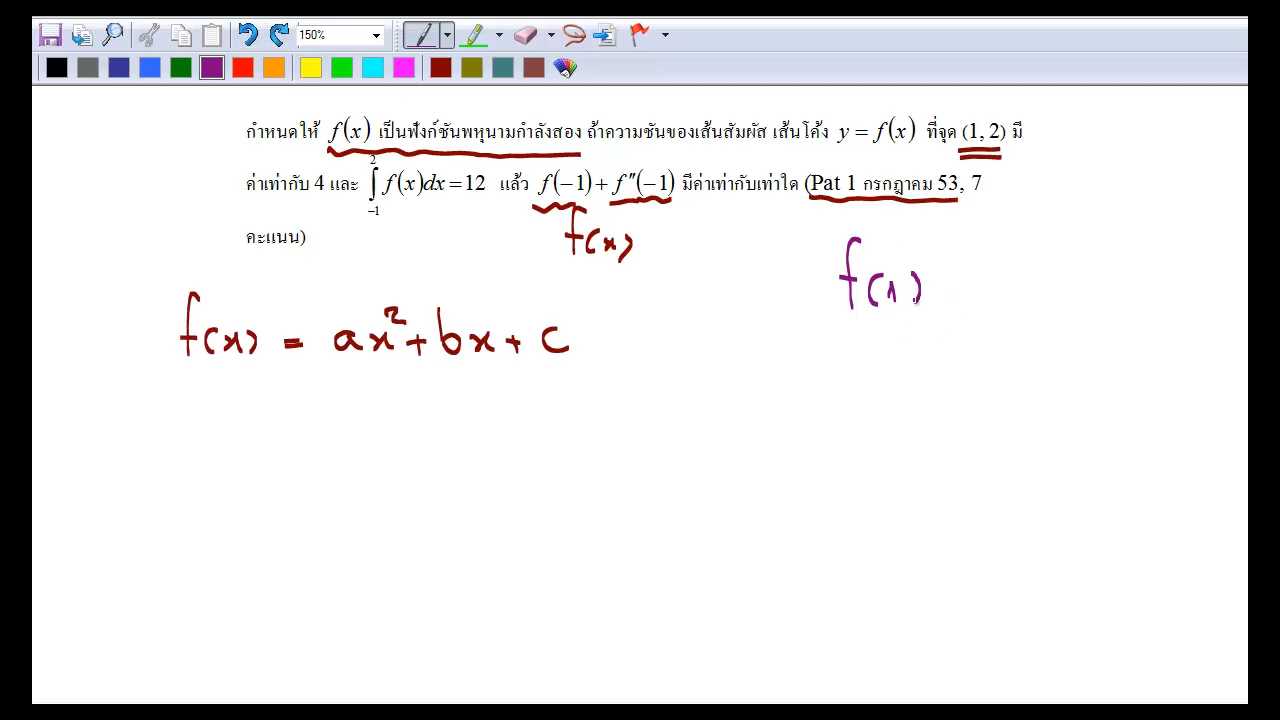 150%
กำหนดให้ f(x) เป็นฟังก์ชันพหุนามกำลังสอง ถ้าความชันของเส้นสัมผัส เส้นโค้ง y = f(x) ที่จุด (1, 2) มี
ค่าเท่ากับ 4 และ ∫_{-1}^{2} f(x)dx = 12 แล้ว f(−1) + f″(−1) มีค่าเท่ากับเท่าใด (Pat 1 กรกฎาคม 53, 7
คะแนน)
f(x)
f(1)
f(x) = ax² + bx + c